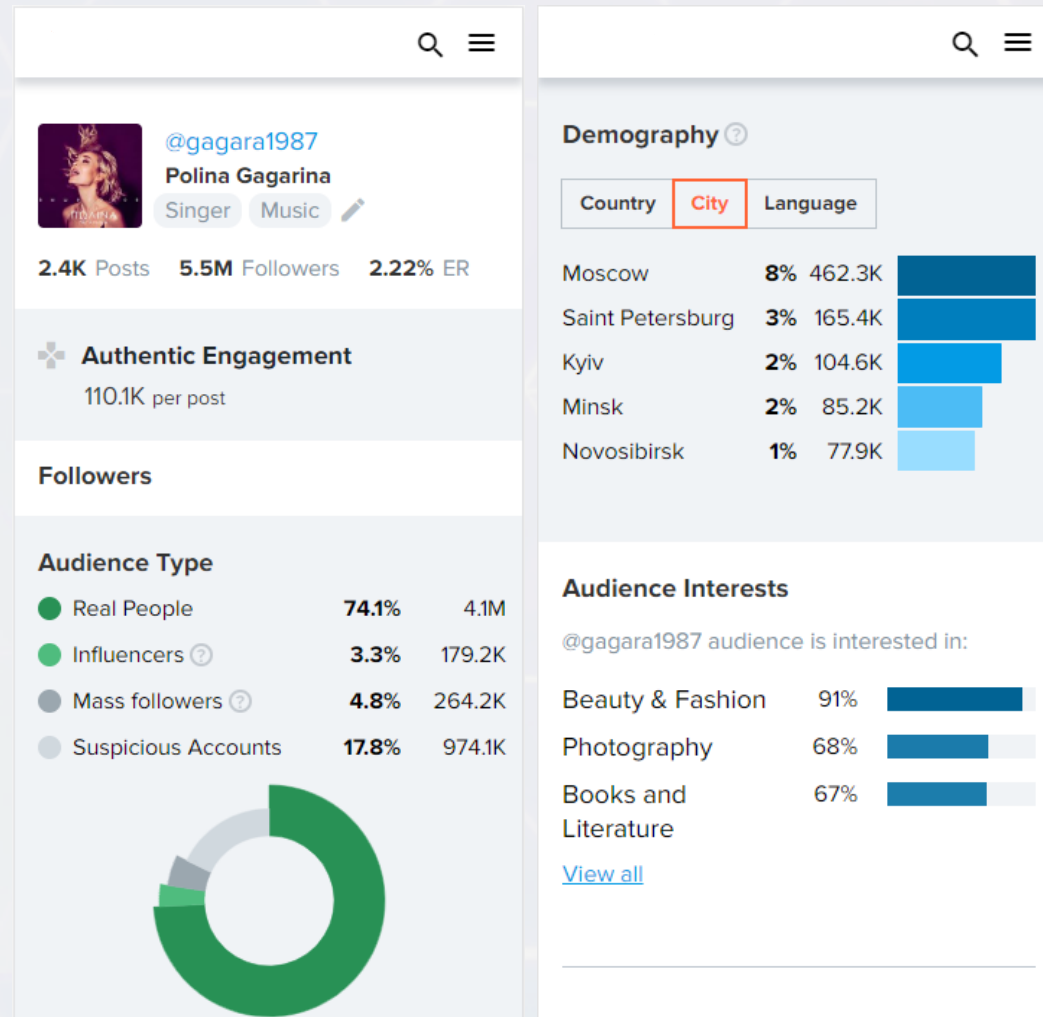 @gagara1987
Polina Gagarina
Singer Music
2.4K Posts 5.5M Followers 2.22% ER
Authentic Engagement
110.1K per post
Followers
Audience Type
Real People 74.1% 4.1M
Influencers ? 3.3% 179.2K
Mass followers ? 4.8% 264.2K
Suspicious Accounts 17.8% 974.1K
Demography ?
Country City Language
Moscow 8% 462.3K
Saint Petersburg 3% 165.4K
Kyiv 2% 104.6K
Minsk 2% 85.2K
Novosibirsk 1% 77.9K
Audience Interests
@gagara1987 audience is interested in:
Beauty & Fashion 91%
Photography 68%
Books and 67%
Literature
View all